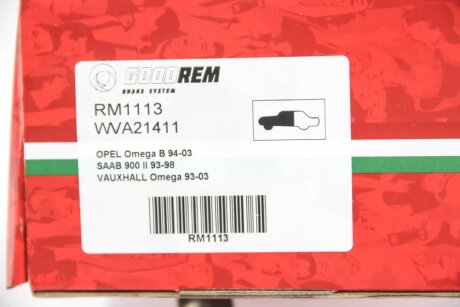 GOODREM
BRAKE SYSTEM
RM1113
WVA21411
OPEL Omega B 94-03
SAAB 900 II 93-98
VAUXHALL Omega 93-03
RM1113